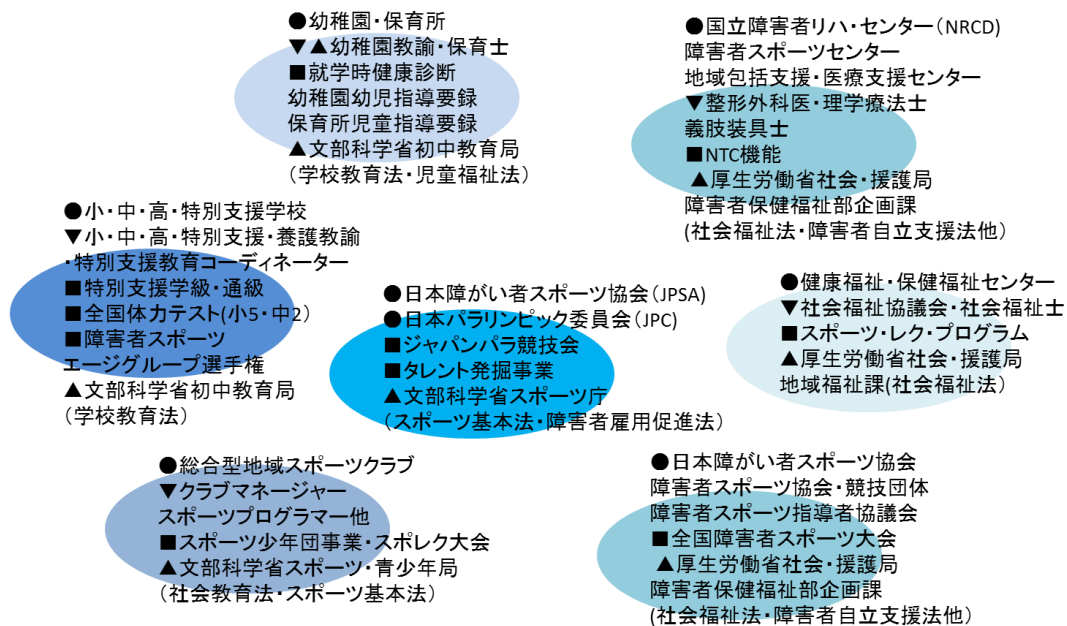 ●幼稚園・保育所
▼▲幼稚園教諭・保育士
■就学時健康診断
幼稚園幼児指導要録
保育所児童指導要録
▲文部科学省初中教育局
(学校教育法・児童福祉法)
●国立障害者リハ・センター(NRCD)
障害者スポーツセンター
地域包括支援・医療支援センター
▼整形外科医・理学療法士
義肢装具士
■NTC機能
▲厚生労働省社会・援護局
障害者保健福祉部企画課
(社会福祉法・障害者自立支援法他)
●小・中・高・特別支援学校
▼小・中・高・特別支援・養護教諭
・特別支援教育コーディネーター
■特別支援学級・通級
■全国体力テスト(小5・中2)
■障害者スポーツ
エージグループ選手権
▲文部科学省初中教育局
(学校教育法)
●日本障がい者スポーツ協会(JPSA)
●日本パラリンピック委員会(JPC)
■ジャパンパラ競技会
■タレント発掘事業
▲文部科学省スポーツ庁
(スポーツ基本法・障害者雇用促進法)
●健康福祉・保健福祉センター
▼社会福祉協議会・社会福祉士
■スポーツ・レク・プログラム
▲厚生労働省社会・援護局
地域福祉課(社会福祉法)
●総合型地域スポーツクラブ
▼クラブマネージャー
スポーツプログラマー他
■スポーツ少年団事業・スポレク大会
▲文部科学省スポーツ・青少年局
(社会教育法・スポーツ基本法)
●日本障がい者スポーツ協会
障害者スポーツ協会・競技団体
障害者スポーツ指導者協議会
■全国障害者スポーツ大会
▲厚生労働省社会・援護局
障害者保健福祉部企画課
(社会福祉法・障害者自立支援法他)